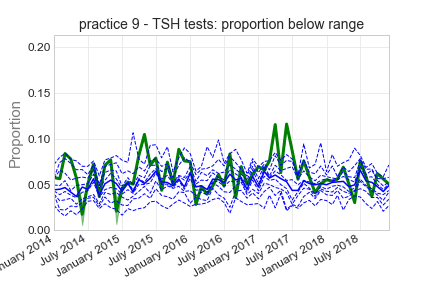 practice 9 - TSH tests: proportion below range
0.20
0.15
0.10
0.05
0.00
Proportion
nuary 2014
July 2014
January 2015
July 2015
January 2016
July 2016
January 2017
July 2017
January 2018
July 2018